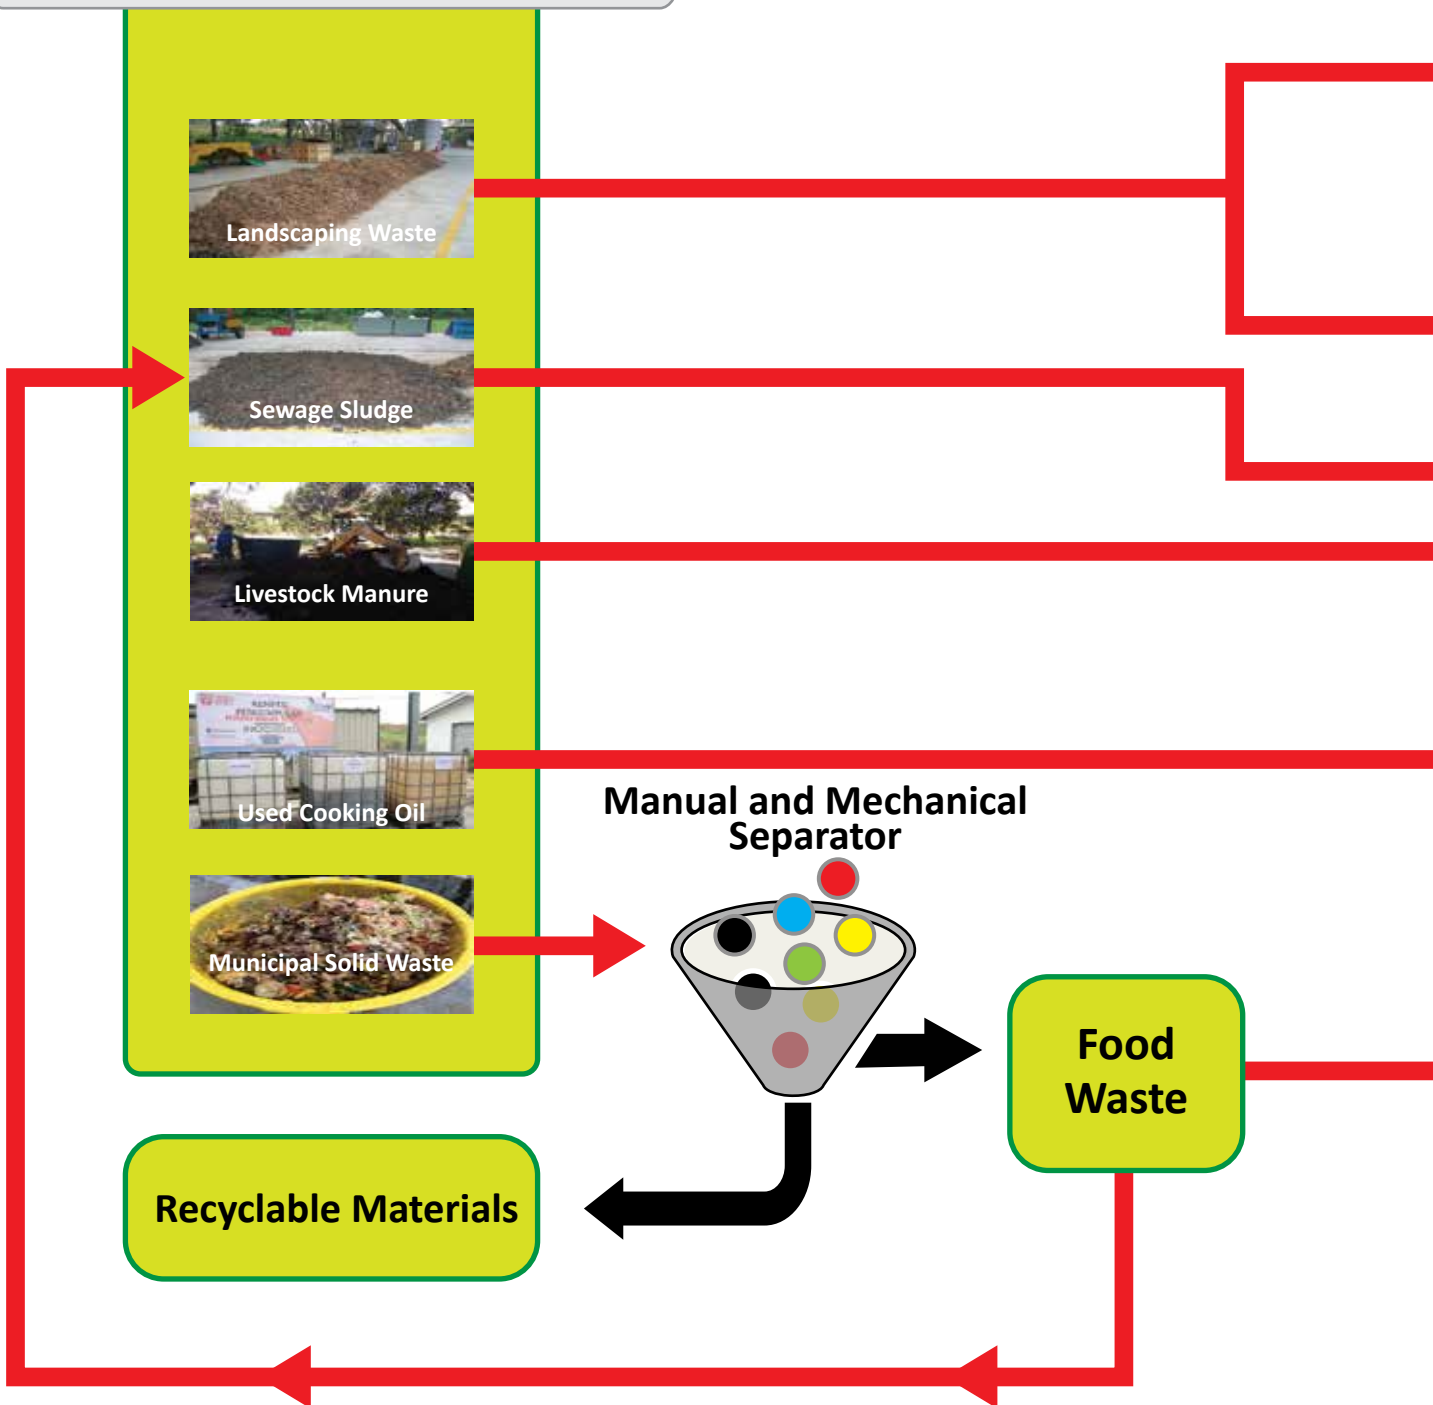 Landscaping Waste
Sewage Sludge
Livestock Manure
Used Cooking Oil
Manual and Mechanical
Separator
Municipal Solid Waste
Food
Waste
Recyclable Materials